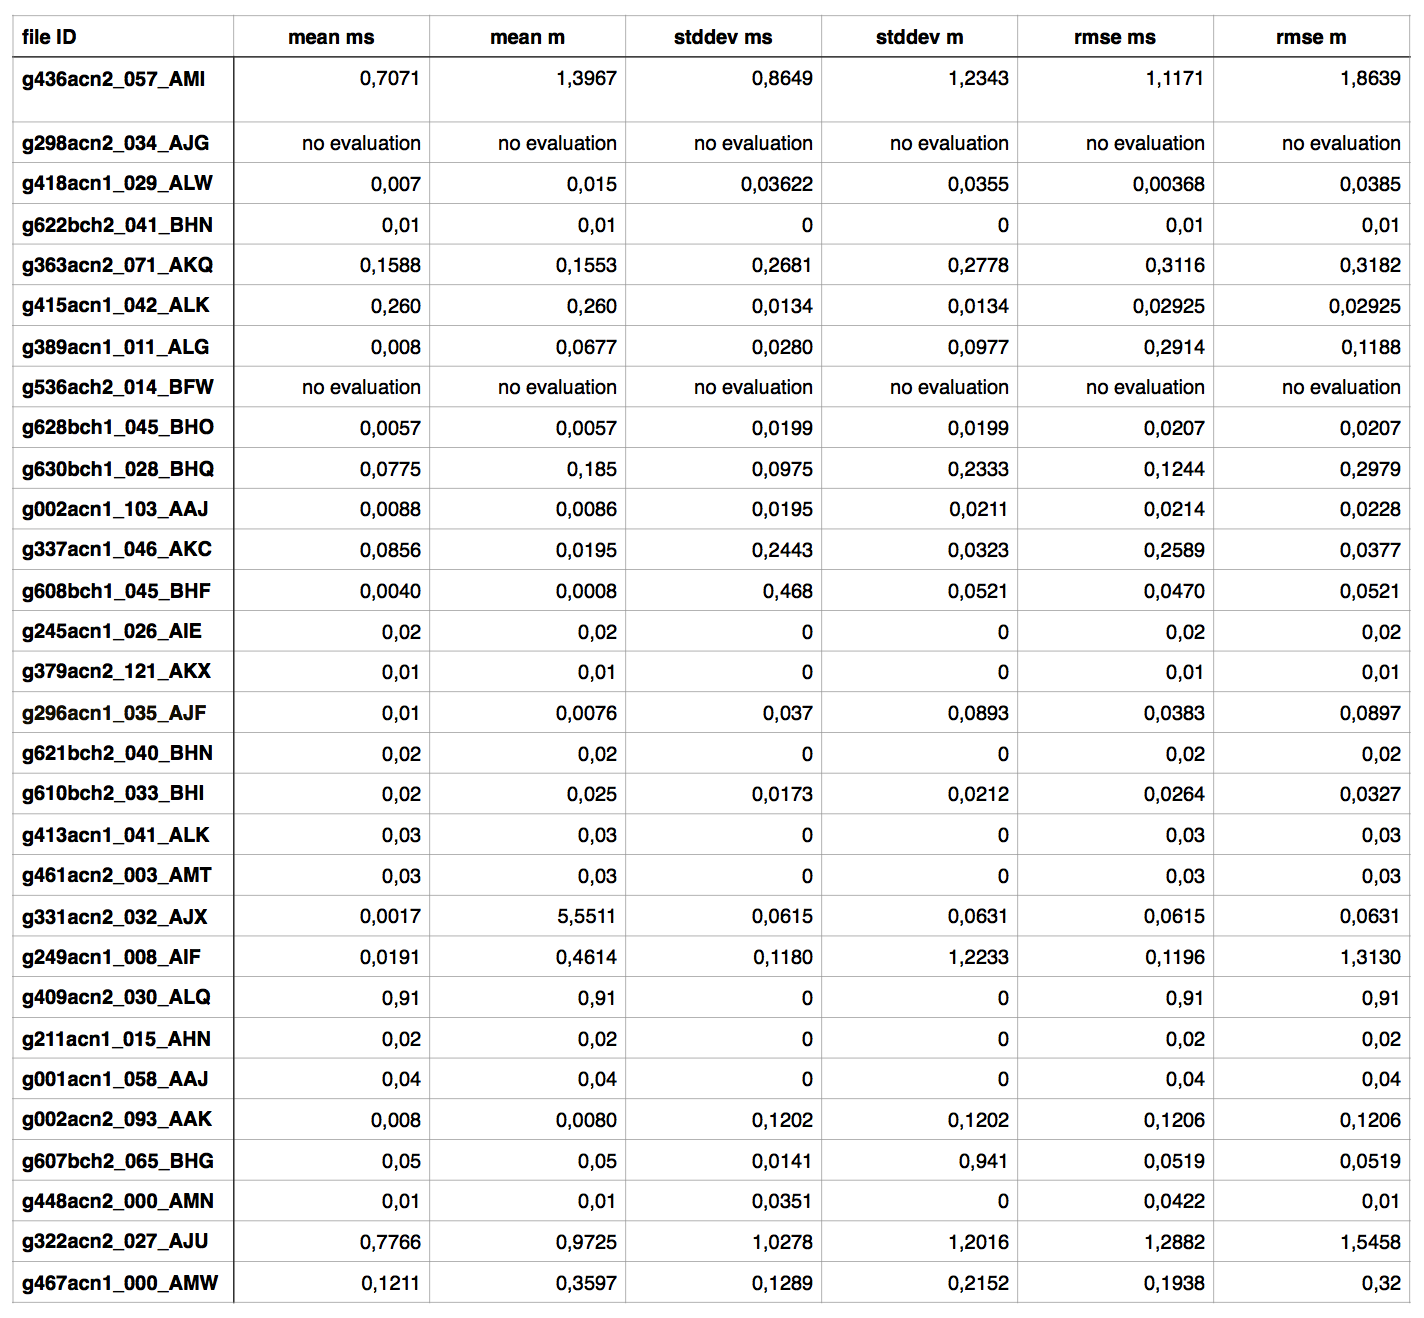 file ID mean ms mean m stddev ms stddev m rmse ms rmse m
g436acn2_057_AMI 0,7071 1,3967 0,8649 1,2343 1,1171 1,8639
g298acn2_034_AJG no evaluation no evaluation no evaluation no evaluation no evaluation no evaluation
g418acn1_029_ALW 0,007 0,015 0,03622 0,0355 0,00368 0,0385
g622bch2_041_BHN 0,01 0,01 0 0 0,01 0,01
g363acn2_071_AKQ 0,1588 0,1553 0,2681 0,2778 0,3116 0,3182
g415acn1_042_ALK 0,260 0,260 0,0134 0,0134 0,02925 0,02925
g389acn1_011_ALG 0,008 0,0677 0,0280 0,0977 0,2914 0,1188
g536ach2_014_BFW no evaluation no evaluation no evaluation no evaluation no evaluation no evaluation
g628bch1_045_BHO 0,0057 0,0057 0,0199 0,0199 0,0207 0,0207
g630bch1_028_BHQ 0,0775 0,185 0,0975 0,2333 0,1244 0,2979
g002acn1_103_AAJ 0,0088 0,0086 0,0195 0,0211 0,0214 0,0228
g337acn1_046_AKC 0,0856 0,0195 0,2443 0,0323 0,2589 0,0377
g608bch1_045_BHF 0,0040 0,0008 0,468 0,0521 0,0470 0,0521
g245acn1_026_AIE 0,02 0,02 0 0 0,02 0,02
g379acn2_121_AKX 0,01 0,01 0 0 0,01 0,01
g296acn1_035_AJF 0,01 0,0076 0,037 0,0893 0,0383 0,0897
g621bch2_040_BHN 0,02 0,02 0 0 0,02 0,02
g610bch2_033_BHI 0,02 0,025 0,0173 0,0212 0,0264 0,0327
g413acn1_041_ALK 0,03 0,03 0 0 0,03 0,03
g461acn2_003_AMT 0,03 0,03 0 0 0,03 0,03
g331acn2_032_AJX 0,0017 5,5511 0,0615 0,0631 0,0615 0,0631
g249acn1_008_AIF 0,0191 0,4614 0,1180 1,2233 0,1196 1,3130
g409acn2_030_ALQ 0,91 0,91 0 0 0,91 0,91
g211acn1_015_AHN 0,02 0,02 0 0 0,02 0,02
g001acn1_058_AAJ 0,04 0,04 0 0 0,04 0,04
g002acn2_093_AAK 0,008 0,0080 0,1202 0,1202 0,1206 0,1206
g607bch2_065_BHG 0,05 0,05 0,0141 0,941 0,0519 0,0519
g448acn2_000_AMN 0,01 0,01 0,0351 0 0,0422 0,01
g322acn2_027_AJU 0,7766 0,9725 1,0278 1,2016 1,2882 1,5458
g467acn1_000_AMW 0,1211 0,3597 0,1289 0,2152 0,1938 0,32